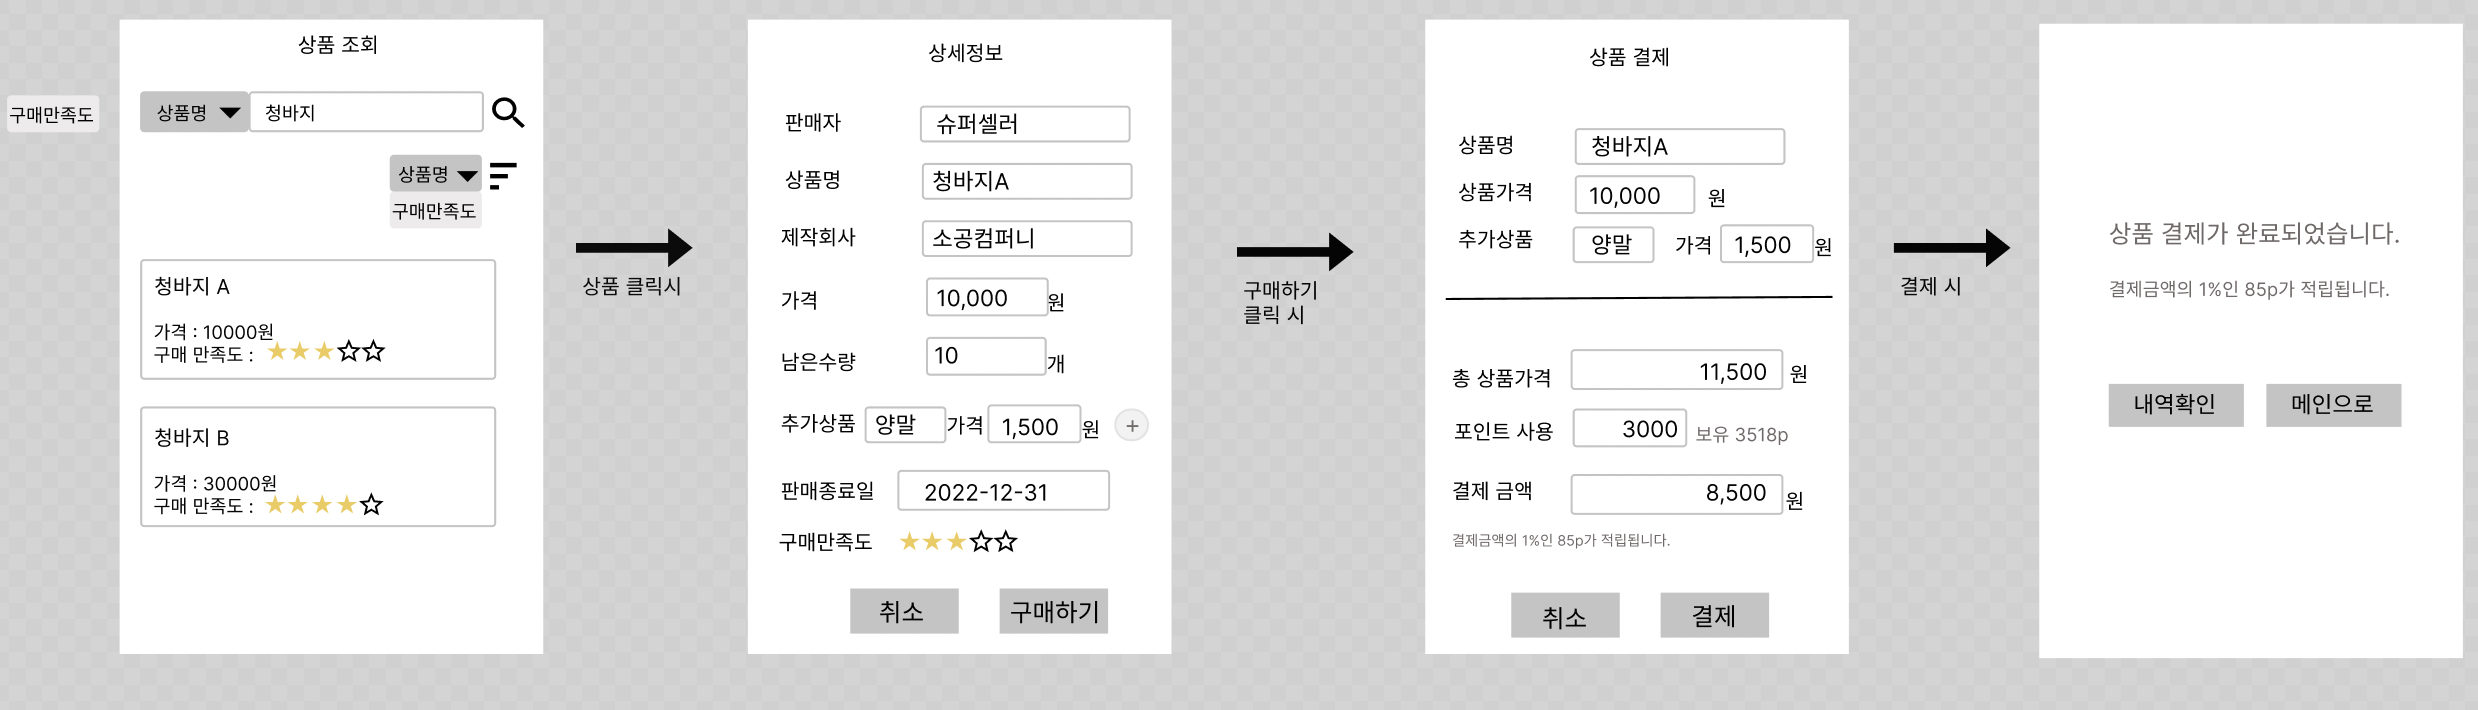 구매만족도
상품 조회
상품명
청바지
상품명
구매만족도
청바지 A
가격 : 10000원
구매 만족도 :
청바지 B
가격 : 30000원
구매 만족도 :
상품 클릭시
상세정보
판매자 슈퍼셀러
상품명 청바지A
제작회사 소공컴퍼니
가격 10,000 원
남은수량 10 개
추가상품 양말 가격 1,500 원 +
판매종료일 2022-12-31
구매만족도
취소 구매하기
구매하기
클릭 시
상품 결제
상품명 청바지A
상품가격 10,000 원
추가상품 양말 가격 1,500 원
총 상품가격 11,500 원
포인트 사용 3000 보유 3518p
결제 금액 8,500 원
결제금액의 1%인 85p가 적립됩니다.
취소 결제
결제 시
상품 결제가 완료되었습니다.
결제금액의 1%인 85p가 적립됩니다.
내역확인 메인으로